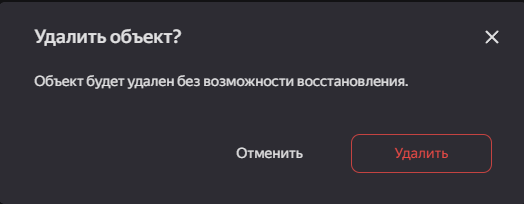 Удалить объект?
Объект будет удален без возможности восстановления.
Отменить
Удалить